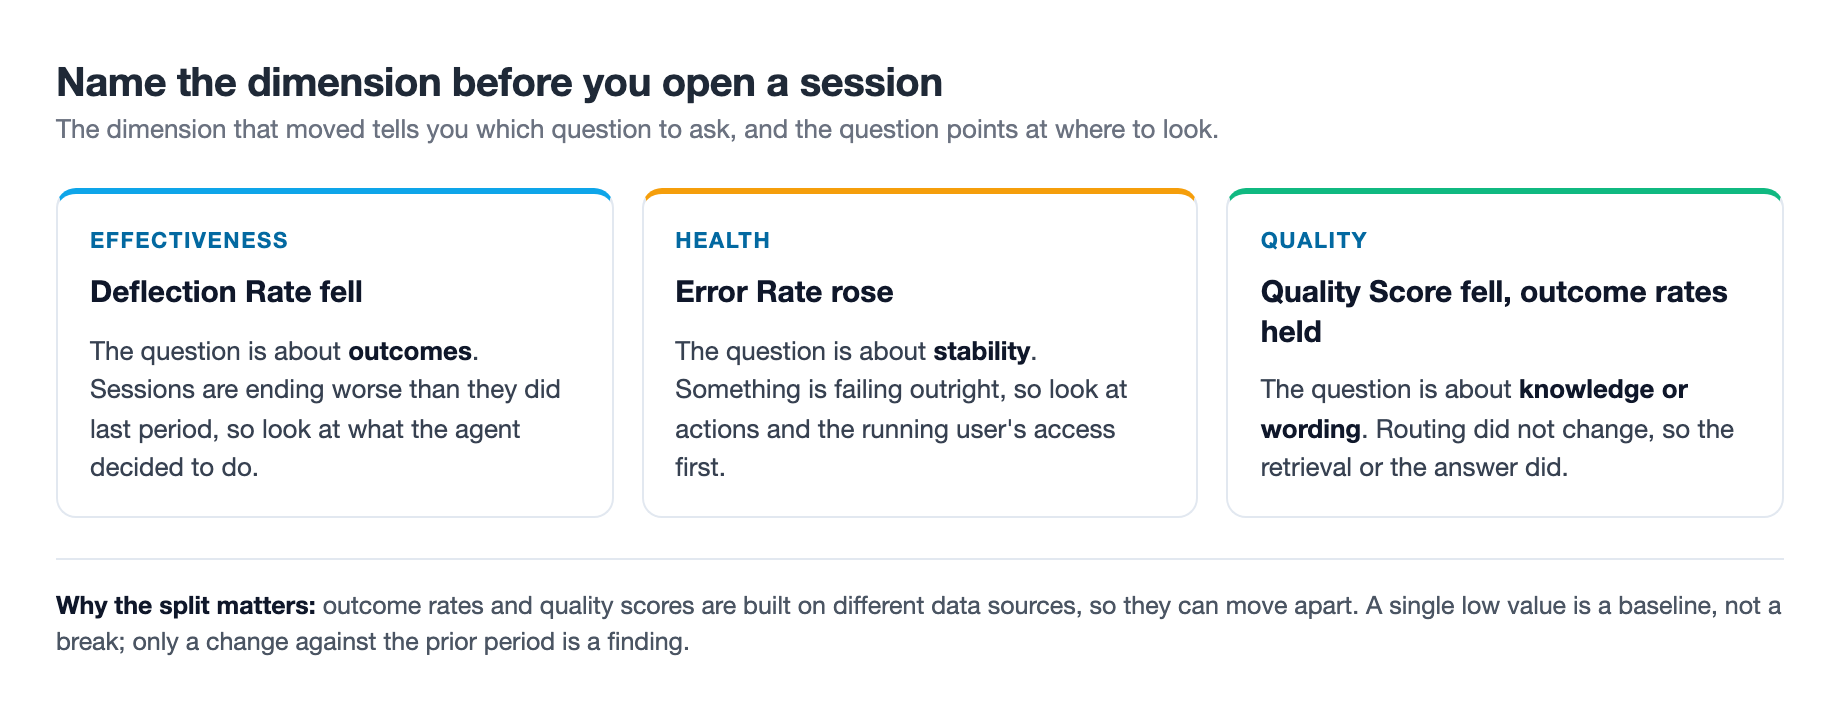 Name the dimension before you open a session
The dimension that moved tells you which question to ask, and the question points at where to look.
EFFECTIVENESS
Deflection Rate fell
The question is about outcomes.
Sessions are ending worse than they did
last period, so look at what the agent
decided to do.
HEALTH
Error Rate rose
The question is about stability.
Something is failing outright, so look at
actions and the running user's access
first.
QUALITY
Quality Score fell, outcome rates
held
The question is about knowledge or
wording. Routing did not change, so the
retrieval or the answer did.
Why the split matters: outcome rates and quality scores are built on different data sources, so they can move apart. A single low value is a baseline, not a
break; only a change against the prior period is a finding.